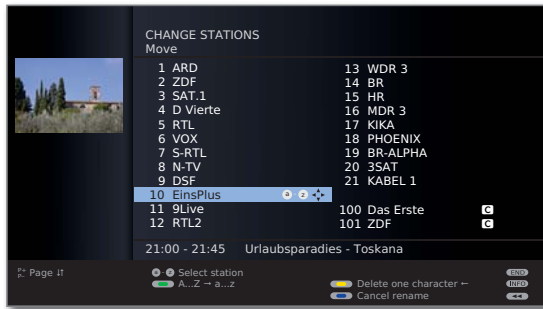 CHANGE STATIONS
Move
1 ARD
2 ZDF
3 SAT.1
4 D Vierte
5 RTL
6 VOX
7 S-RTL
8 N-TV
9 DSF
10 EinsPlus a z
11 9Live
12 RTL2
13 WDR 3
14 BR
15 HR
16 MDR 3
17 KIKA
18 PHOENIX
19 BR-ALPHA
20 3SAT
21 KABEL 1
100 Das Erste C
101 ZDF C
21:00 - 21:45 Urlaubsparadies - Toskana
P+ P- Page ↓↑
Select station
A...Z → a...z
Delete one character ←
Cancel rename
END
INFO